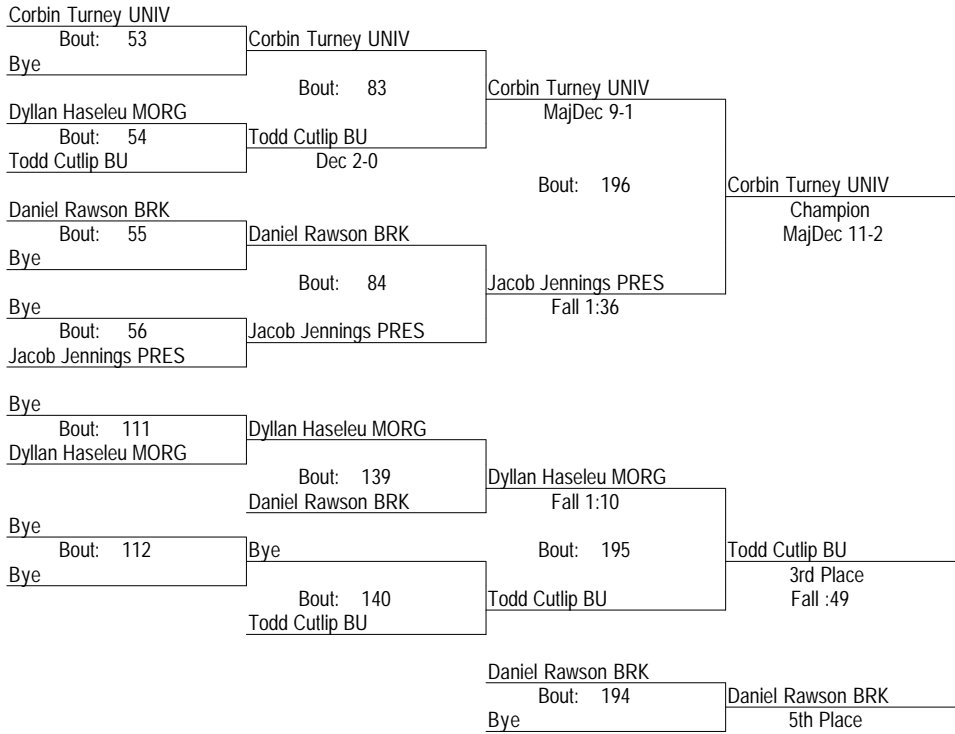 Corbin Turney UNIV
Bout: 53
Corbin Turney UNIV
Bye
Bout: 83
Corbin Turney UNIV
Dyllan Haseleu MORG
MajDec 9-1
Bout: 54
Todd Cutlip BU
Todd Cutlip BU
Dec 2-0
Bout: 196
Corbin Turney UNIV
Daniel Rawson BRK
Champion
Bout: 55
Daniel Rawson BRK
MajDec 11-2
Bye
Bout: 84
Jacob Jennings PRES
Bye
Fall 1:36
Bout: 56
Jacob Jennings PRES
Jacob Jennings PRES
Bye
Bout: 111
Dyllan Haseleu MORG
Dyllan Haseleu MORG
Bout: 139
Dyllan Haseleu MORG
Daniel Rawson BRK
Fall 1:10
Bye
Bout: 112
Bye
Bout: 195
Todd Cutlip BU
Bye
3rd Place
Bout: 140
Todd Cutlip BU
Fall :49
Todd Cutlip BU
Daniel Rawson BRK
Bout: 194
Daniel Rawson BRK
Bye
5th Place